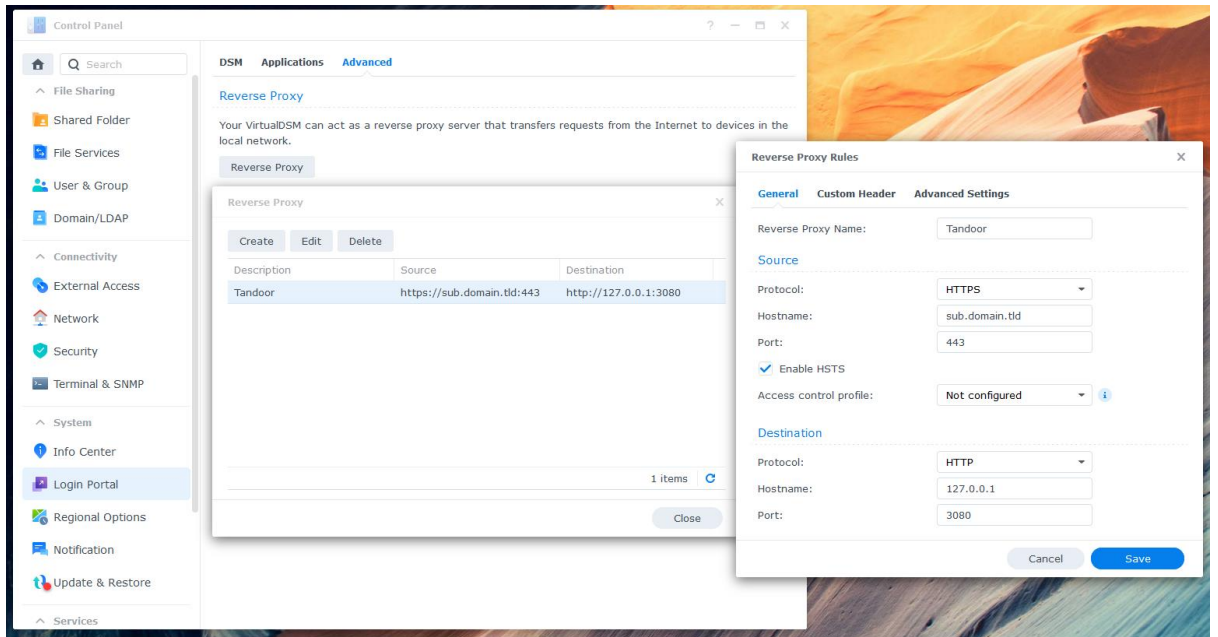 Control Panel
?
Search
File Sharing
Shared Folder
File Services
User & Group
Domain/LDAP
Connectivity
External Access
Network
Security
Terminal & SNMP
System
Info Center
Login Portal
Regional Options
Notification
Update & Restore
Services
DSM Applications Advanced
Reverse Proxy
Your VirtualDSM can act as a reverse proxy server that transfers requests from the Internet to devices in the
local network.
Reverse Proxy
Reverse Proxy
Create Edit Delete
Description Source Destination
Tandoor https://sub.domain.tld:443 http://127.0.0.1:3080
1 items
Close
Reverse Proxy Rules
General Custom Header Advanced Settings
Reverse Proxy Name: Tandoor
Source
Protocol: HTTPS
Hostname: sub.domain.tld
Port: 443
Enable HSTS
Access control profile: Not configured i
Destination
Protocol: HTTP
Hostname: 127.0.0.1
Port: 3080
Cancel Save